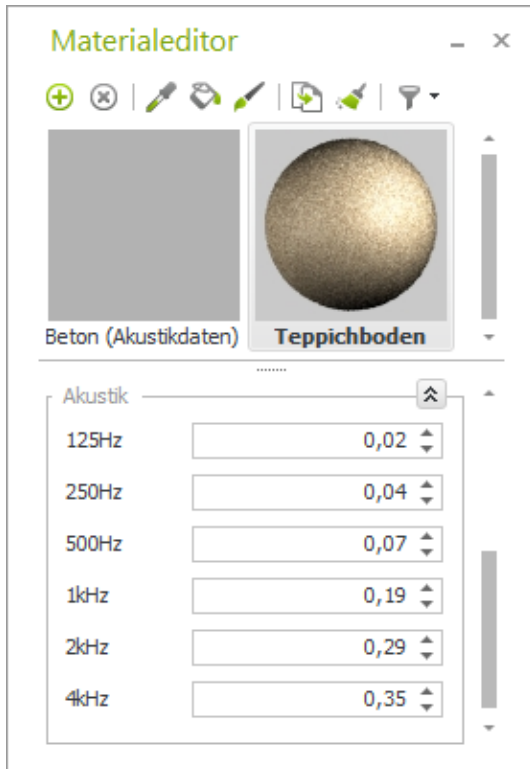 Materialeditor
Beton (Akustikdaten) Teppichboden
Akustik
125Hz 0,02
250Hz 0,04
500Hz 0,07
1kHz 0,19
2kHz 0,29
4kHz 0,35